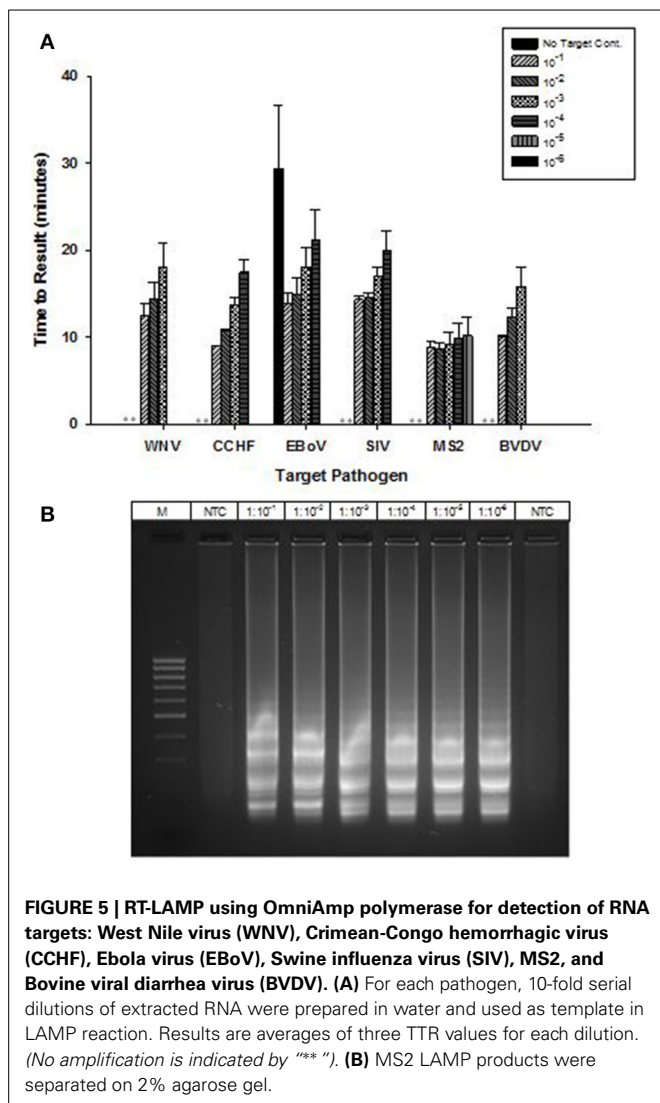 A
No Target Cont.
10-1
10-2
10-3
10-4
10-5
10-6
40
30
20
10
0
Time to Result (minutes)
** ** ** ** **
WNV CCHF EBoV SIV MS2 BVDV
Target Pathogen
B
M NTC 1:10-1 1:10-2 1:10-3 1:10-4 1:10-5 1:10-6 NTC
FIGURE 5 | RT-LAMP using OmniAmp polymerase for detection of RNA
targets: West Nile virus (WNV), Crimean-Congo hemorrhagic virus
(CCHF), Ebola virus (EBoV), Swine influenza virus (SIV), MS2, and
Bovine viral diarrhea virus (BVDV). (A) For each pathogen, 10-fold serial
dilutions of extracted RNA were prepared in water and used as template in
LAMP reaction. Results are averages of three TTR values for each dilution.
(No amplification is indicated by "** "). (B) MS2 LAMP products were
separated on 2% agarose gel.